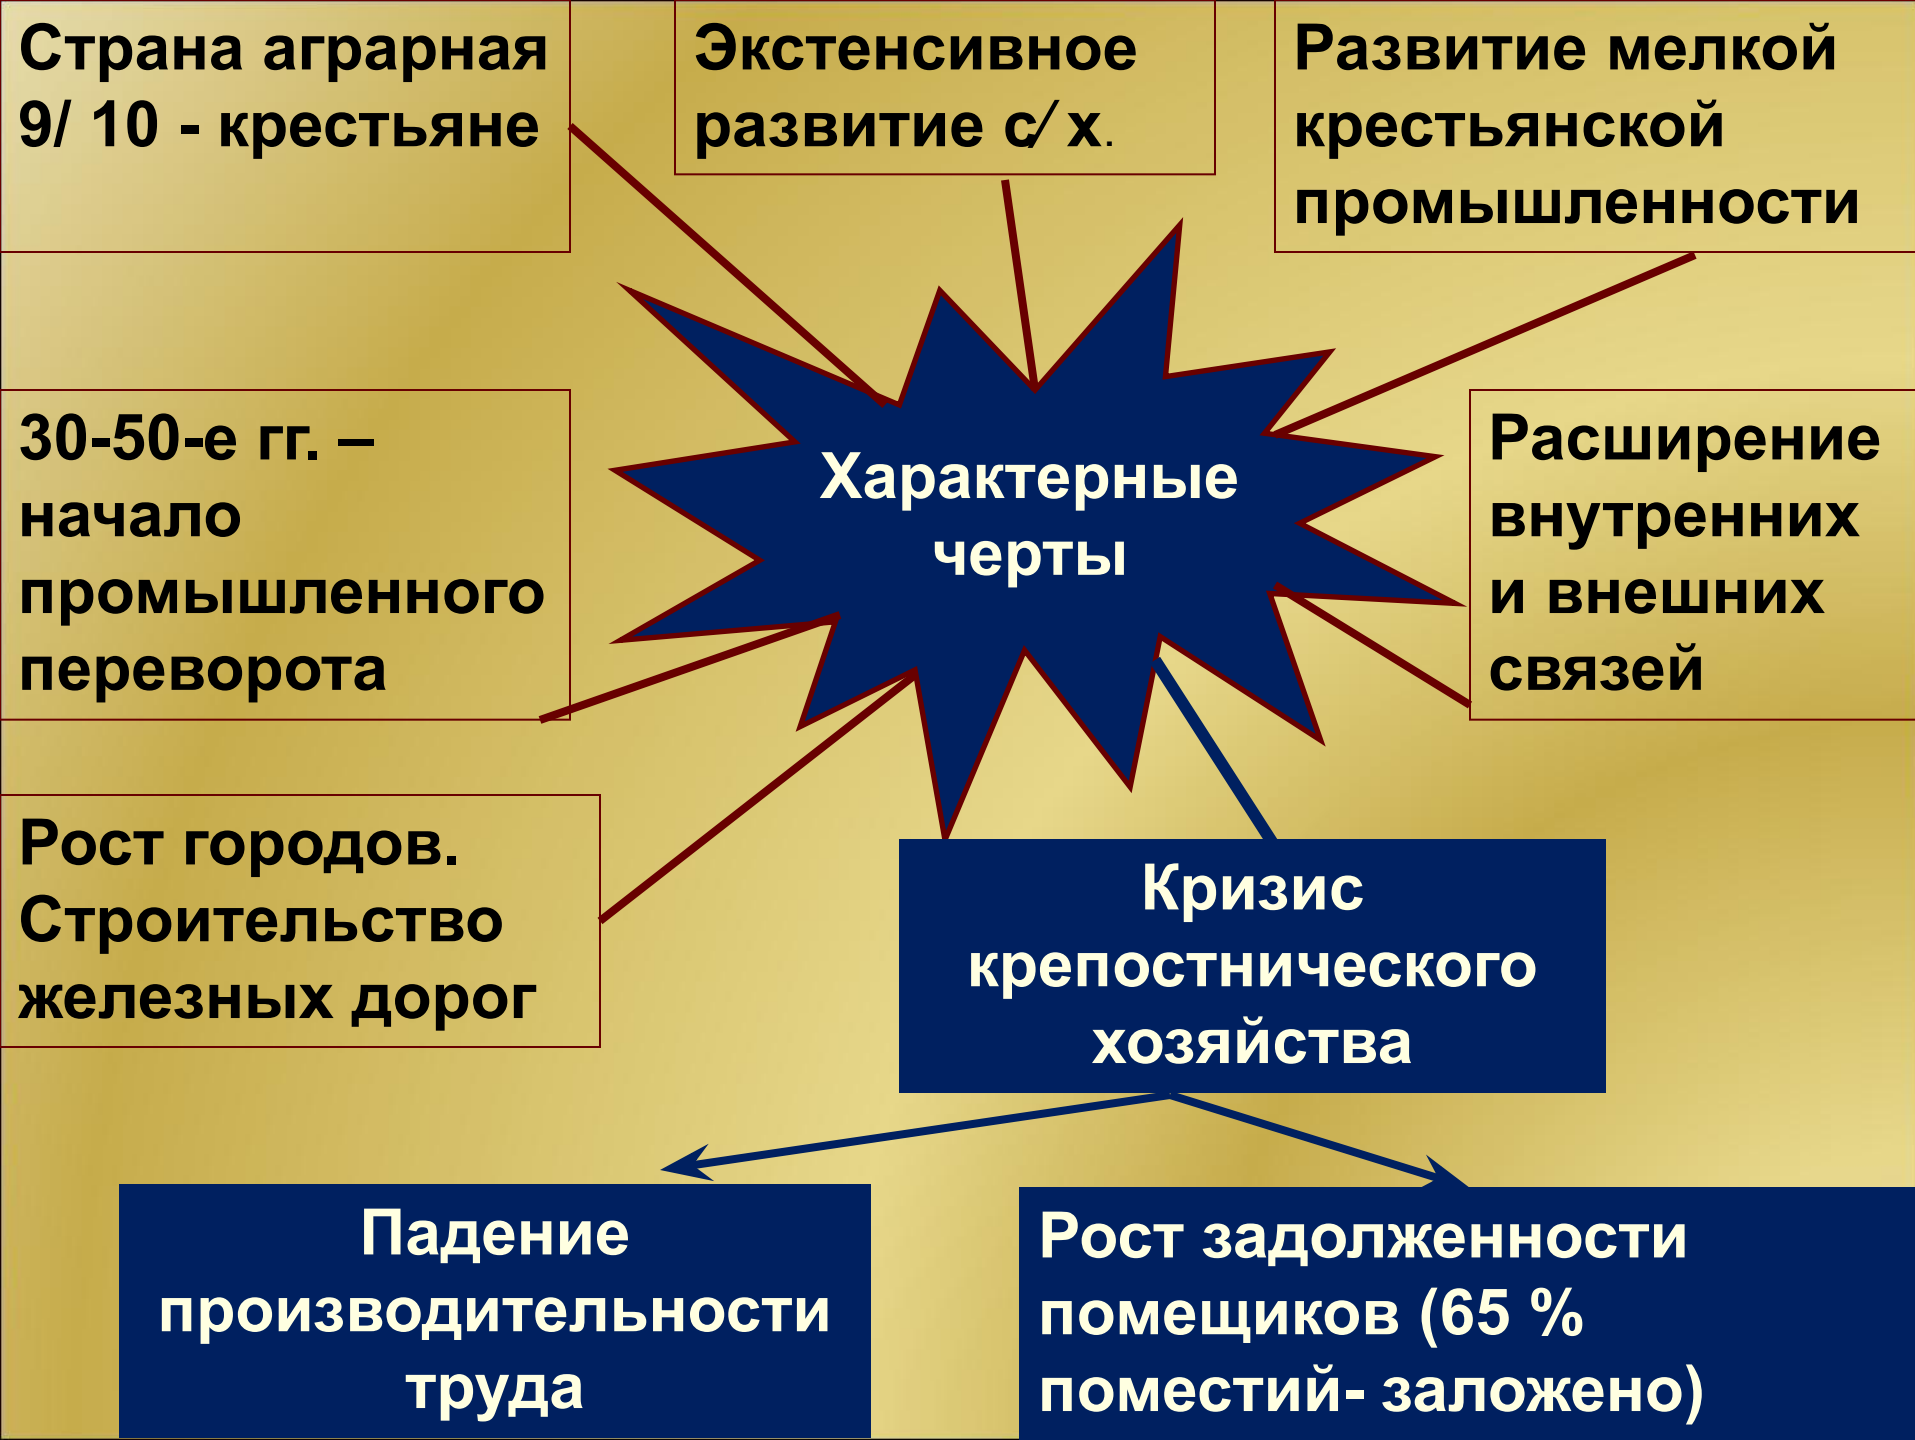 Страна аграрная
9/ 10 - крестьяне
Экстенсивное
развитие с/ х.
Развитие мелкой
крестьянской
промышленности
30-50-е гг. –
начало
промышленного
переворота
Характерные
черты
Расширение
внутренних
и внешних
связей
Рост городов.
Строительство
железных дорог
Кризис
крепостнического
хозяйства
Падение
производительности
труда
Рост задолженности
помещиков (65 %
поместий- заложено)